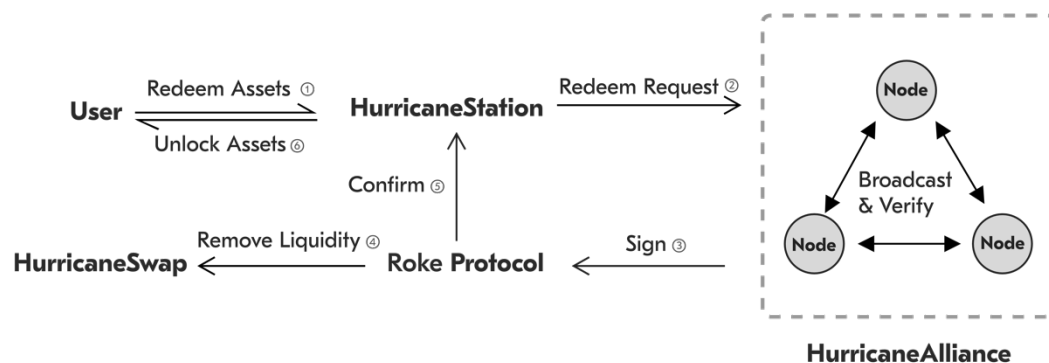 Redeem Assets ①
User
HurricaneStation
Unlock Assets ⑥
Redeem Request ②
Node
Confirm ⑤
Broadcast
& Verify
Node
Node
Remove Liquidity ④
HurricaneSwap
Roke Protocol
Sign ③
HurricaneAlliance